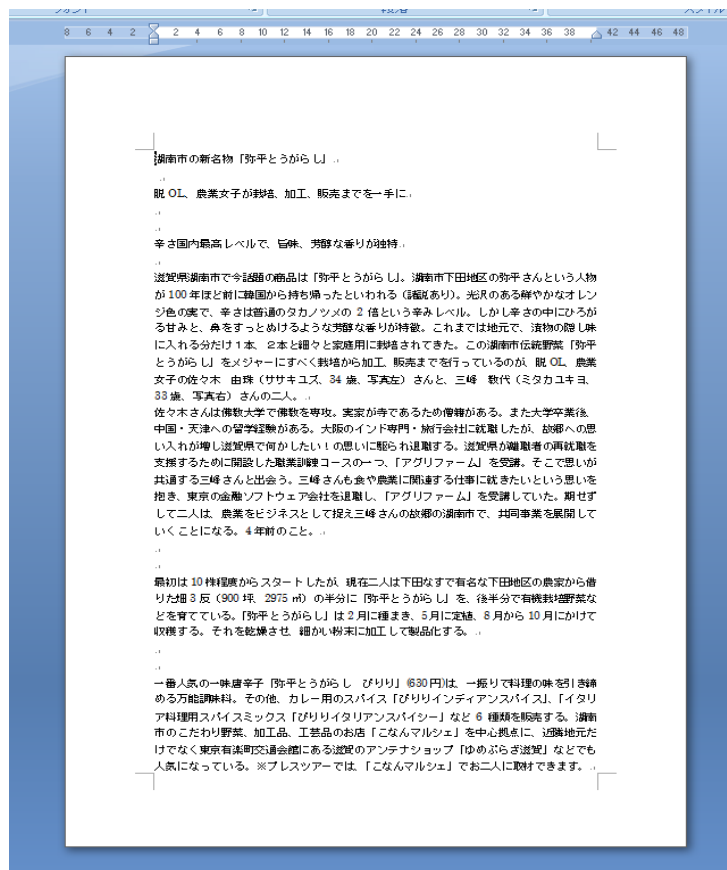 8 6 4 2 2 4 6 8 10 12 14 16 18 20 22 24 26 28 30 32 34 36 38 42 44 46 48
湖南市の新名物「弥平とうがらし」
脱 OL、農業女子が栽培、加工、販売までを一手に
辛さ国内最高レベルで、旨味、芳醇な香りが独特
滋賀県湖南市で今話題の商品は「弥平とうがらし」。湖南市下田地区の弥平さんという人物
が 100 年ほど前に韓国から持ち帰ったといわれる(諸説あり)。光沢のある鮮やかなオレン
ジ色の実で、辛さは普通のタカノツメの 2 倍という辛みレベル。しかし辛さの中にひろが
る甘みと、鼻をすっとぬけるような芳醇な香りが特徴。これまでは地元で、漬物の隠し味
に入れる分だけ1本、2本と細々と家庭用に栽培されてきた。この湖南市伝統野菜「弥平
とうがらし」をメジャーにすべく栽培から加工、販売までを行っているのが、脱 OL、農業
女子の佐々木 由珠(ササキユズ、34 歳、写真左)さんと、三峰 教代(ミタカユキヨ、
33 歳、写真右)さんの二人。
佐々木さんは佛教大学で佛教を専攻。実家が寺であるため僧籍がある。また大学卒業後、
中国・天津への留学経験がある。大阪のインド専門・旅行会社に就職したが、故郷への思
い入れが増し滋賀県で何かしたい!の思いに駆られ退職する。滋賀県が離職者の再就職を
支援するために開設した職業訓練コースの一つ、「アグリファーム」を受講。そこで思いが
共通する三峰さんと出会う。三峰さんも食や農業に関連する仕事に就きたいという思いを
抱き、東京の金融ソフトウェア会社を退職し、「アグリファーム」を受講していた。期せず
して二人は、農業をビジネスとして捉え三峰さんの故郷の湖南市で、共同事業を展開して
いくことになる。4 年前のこと。
最初は 10 株程度からスタートしたが、現在二人は下田なすで有名な下田地区の農家から借
りた畑 3 反(900 坪、2975 ㎡)の半分に「弥平とうがらし」を、後半分で有機栽培野菜な
どを育てている。「弥平とうがらし」は 2 月に種まき、5 月に定植、8 月から 10 月にかけて
収穫する。それを乾燥させ、細かい粉末に加工して製品化する。
一番人気の一味唐辛子「弥平とうがらし ぴりり」(630 円)は、一振りで料理の味を引き締
める万能調味料。その他、カレー用のスパイス「ぴりりインディアンスパイス」、「イタリ
ア料理用スパイスミックス「ぴりりイタリアンスパイシー」など 6 種類を販売する。湖南
市のこだわり野菜、加工品、工芸品のお店「こなんマルシェ」を中心拠点に、近隣地元だ
けでなく東京有楽町交通会館にある滋賀のアンテナショップ「ゆめぷらざ滋賀」などでも
人気になっている。※プレスツアーでは、「こなんマルシェ」でお二人に取材できます。